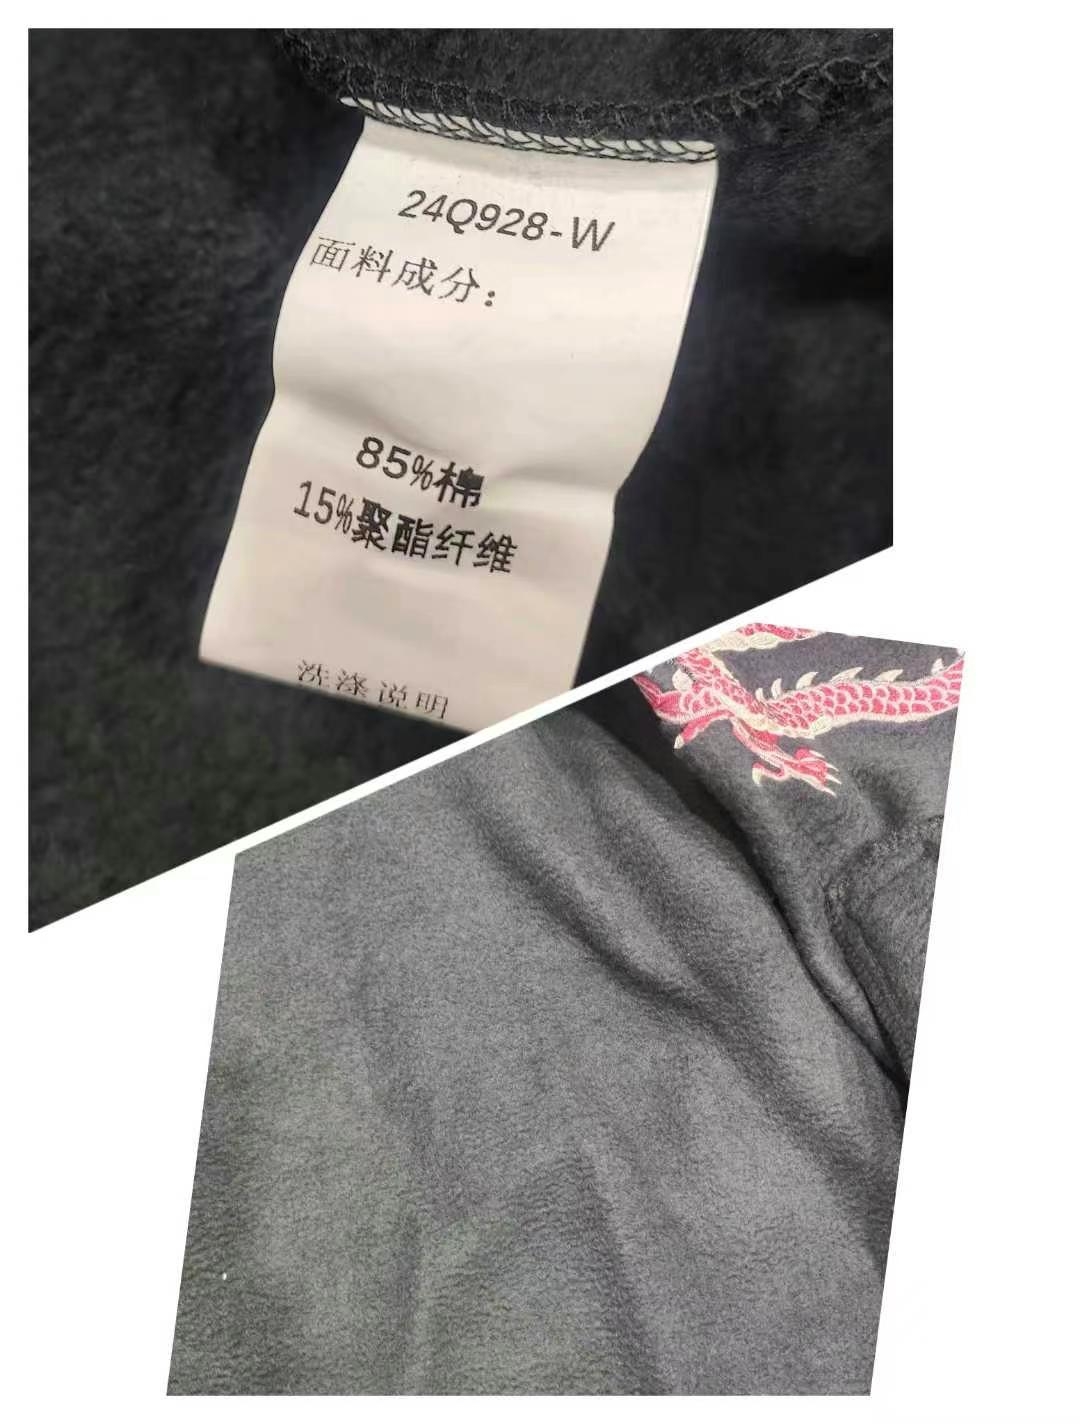 24Q928-W
面料成分：
85%棉
15%聚酯纤维
洗涤说明